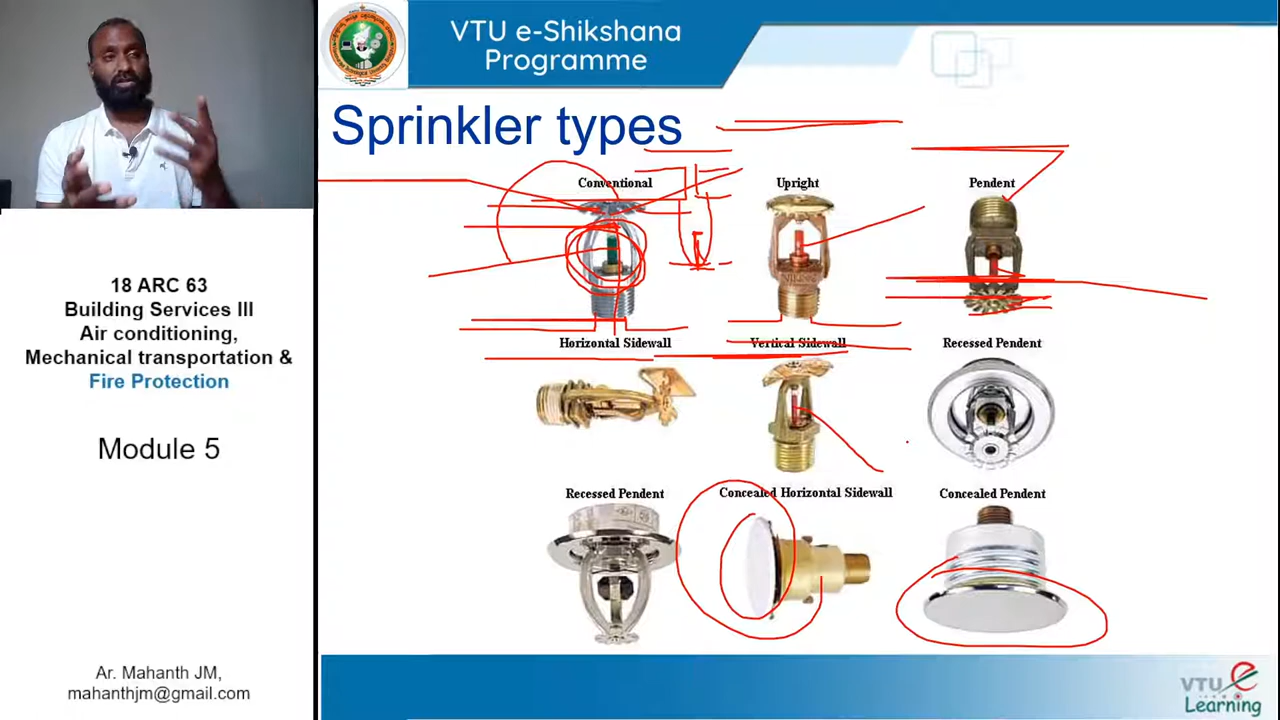 VTU e-Shikshana
Programme
Sprinkler types
Conventional
Upright
Pendent
18 ARC 63
Building Services III
Air conditioning,
Mechanical transportation &
Fire Protection
Module 5
Ar. Mahanth JM,
mahanthjm@gmail.com
Horizontal Sidewall
Vertical Sidewall
Recessed Pendent
Recessed Pendent
Concealed Horizontal Sidewall
Concealed Pendent
VTU e
Learning